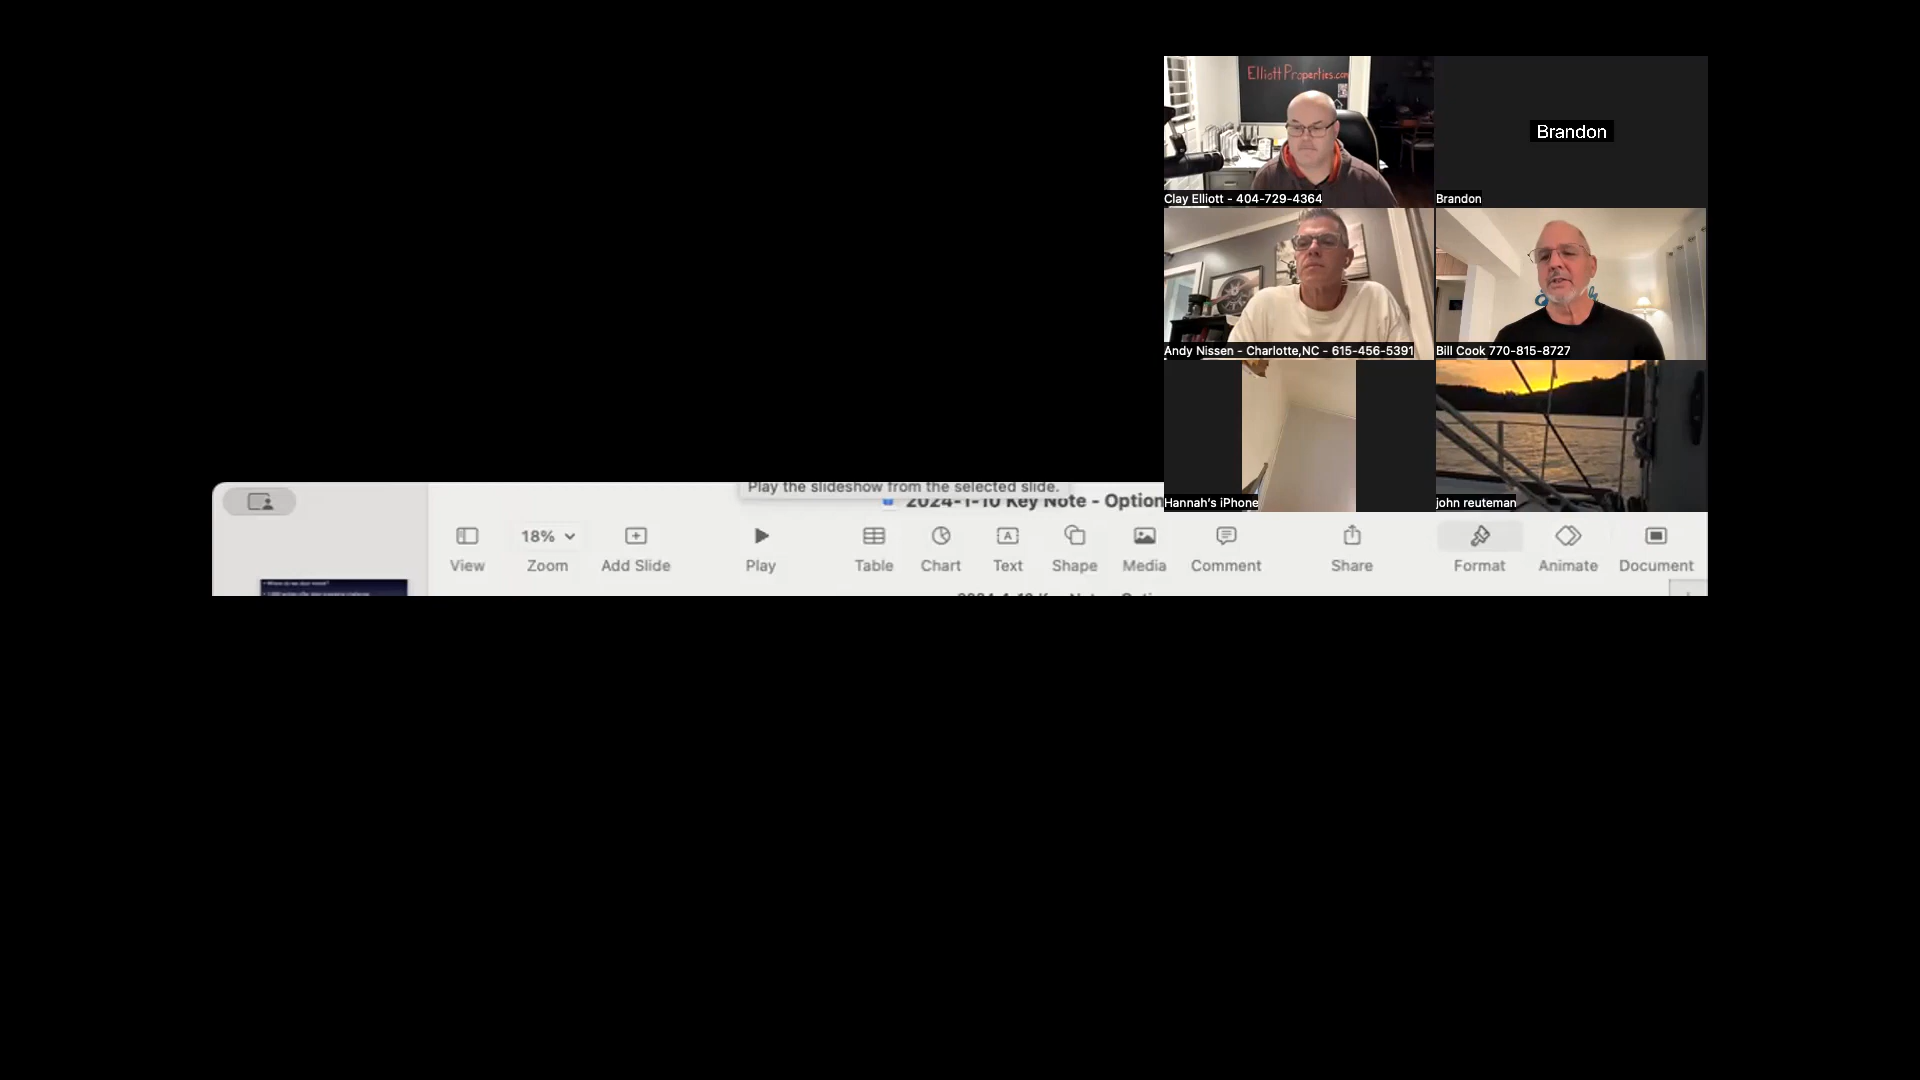 ElliottProperties.com
Brandon
Clay Elliott - 404-729-4364
Brandon
Andy Nissen - Charlotte,NC - 615-456-5391
Bill Cook 770-815-8727
Hannah's iPhone
john reuteman
Play the slideshow from the selected slide.
2024-1-10 Key Note - Option
18%
View
Zoom
Add Slide
Play
Table
Chart
Text
Shape
Media
Comment
Share
Format
Animate
Document